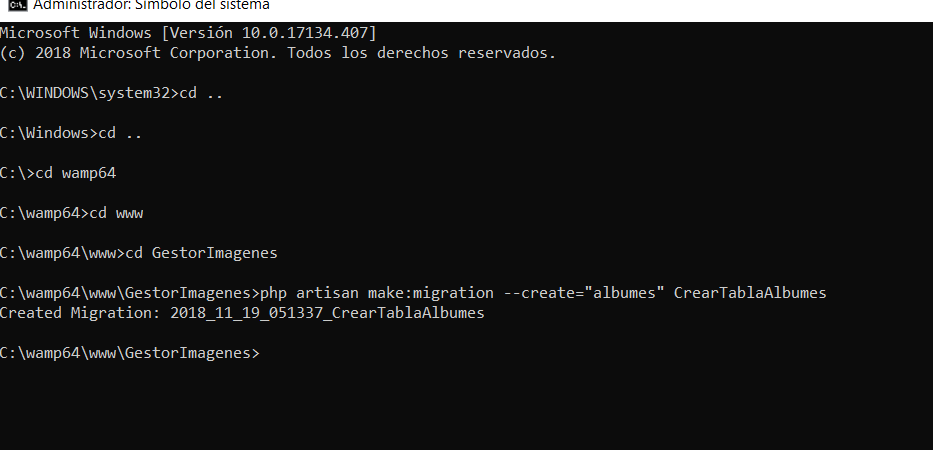 Administrador: Símbolo del sistema
Microsoft Windows [Versión 10.0.17134.407]
(c) 2018 Microsoft Corporation. Todos los derechos reservados.
C:\WINDOWS\system32>cd ..
C:\Windows>cd ..
C:\>cd wamp64
C:\wamp64>cd www
C:\wamp64\www>cd GestorImagenes
C:\wamp64\www\GestorImagenes>php artisan make:migration --create="albumes" CrearTablaAlbumes
Created Migration: 2018_11_19_051337_CrearTablaAlbumes
C:\wamp64\www\GestorImagenes>